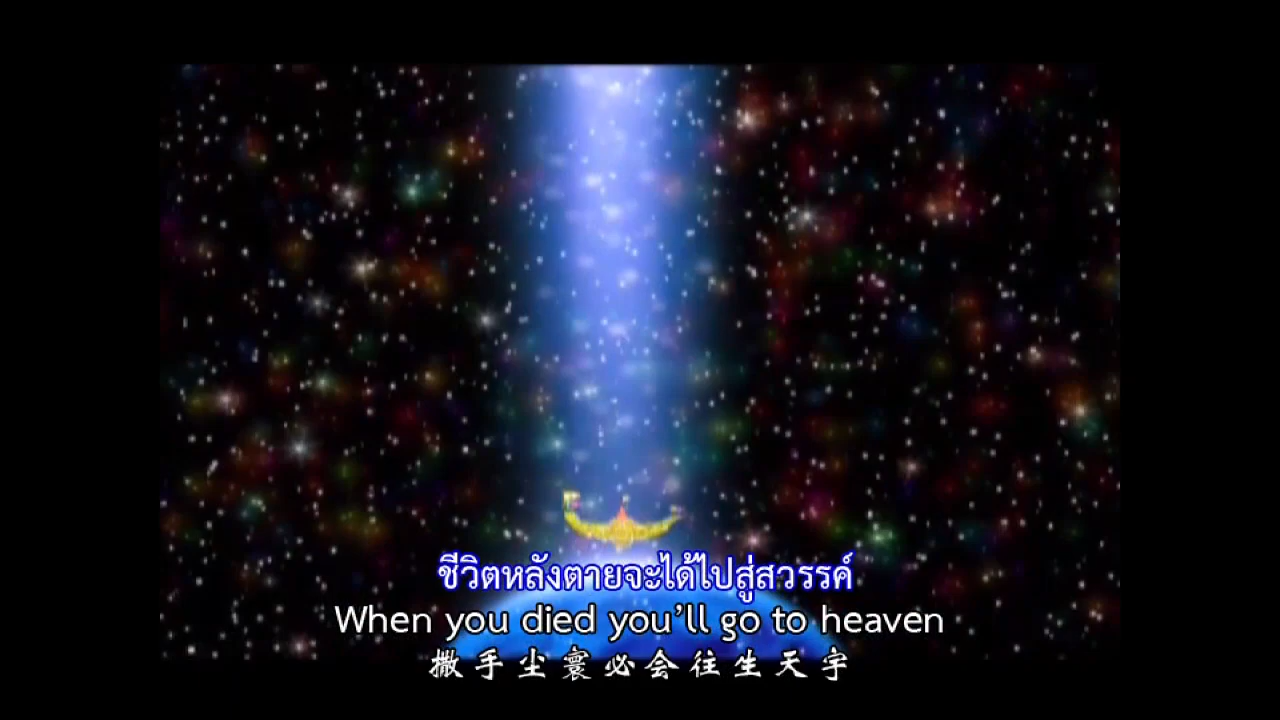 ชีวิตหลังตายจะได้ไปสู่สวรรค์
When you died you'll go to heaven
撒手尘寰必会往生天宇